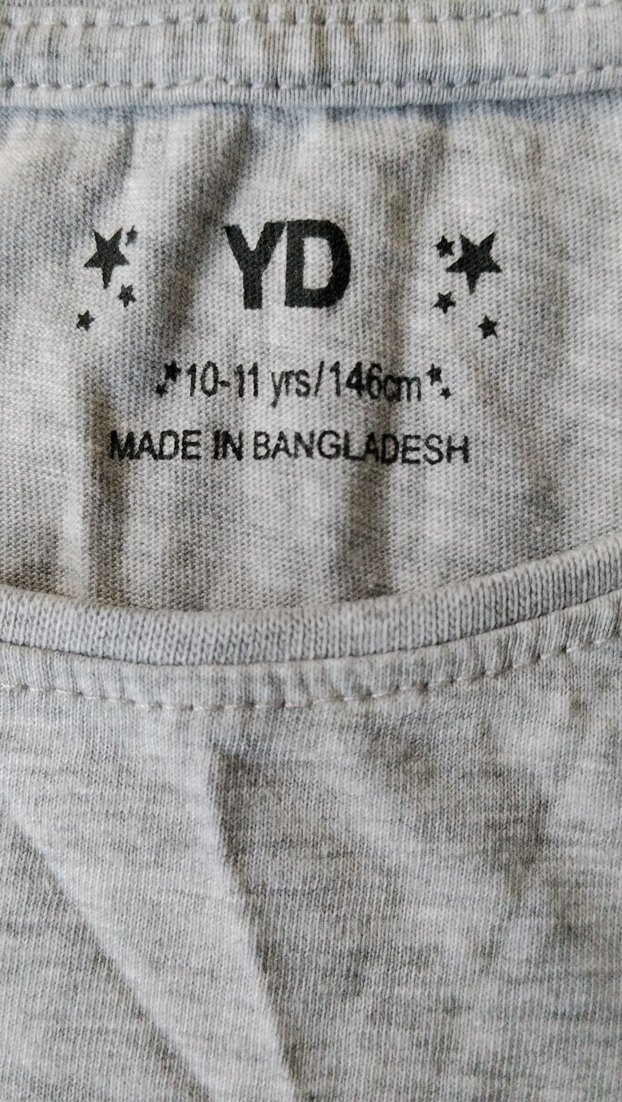 YD
10-11 yrs/146cm
MADE IN BANGLADESH